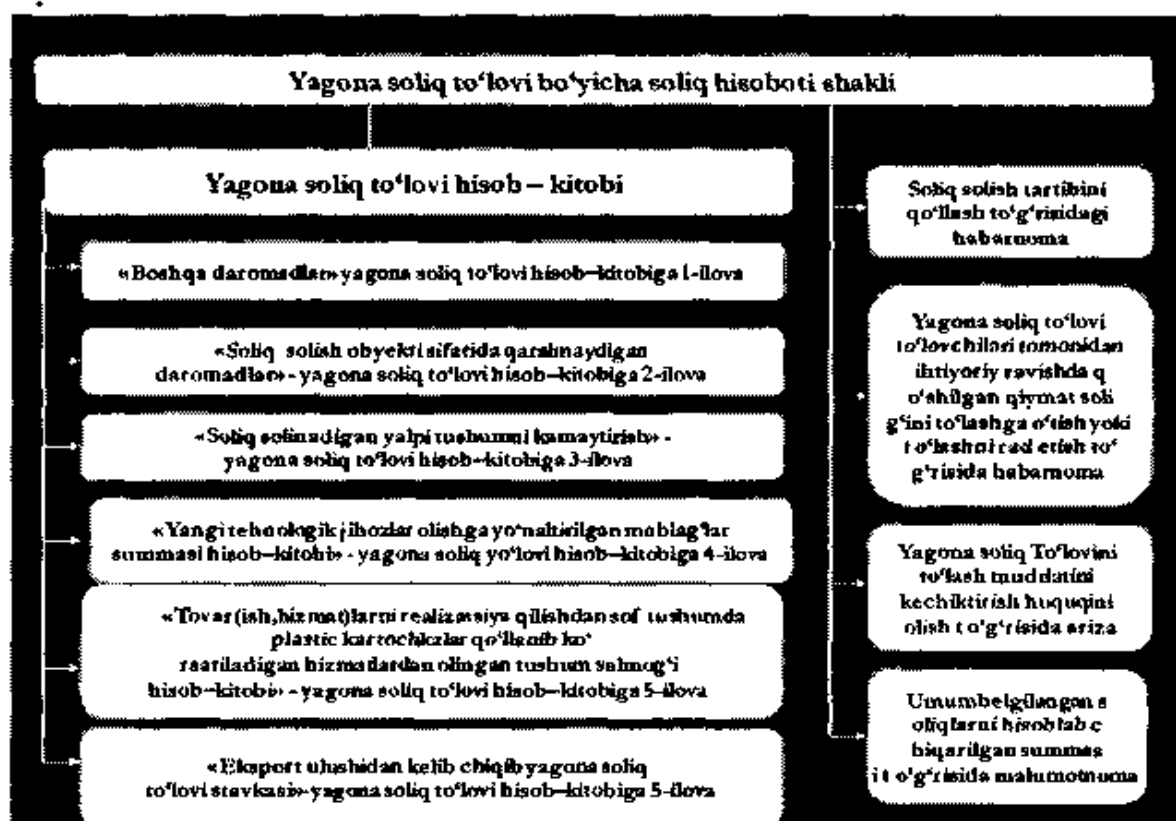 Yagona soliq to‘lovi bo‘yicha soliq hisoboti shakli
Yagona soliq to‘lovi hisob – kitobi
«Boshqa daromadlar» yagona soliq to‘lovi hisob–kitobiga 1-ilova
«Soliq solish obyekti sifatida qaralmaydigan
daromadlar» - yagona soliq to‘lovi hisob–kitobiga 2-ilova
«Soliq solinadigan yalpi tushumni kamaytirish» -
yagona soliq to‘lovi hisob–kitobiga 3-ilova
«Yangi tehnologik jihozlar olishga yo‘naltirilgan mablag‘lar
summasi hisob–kitobi» - yagona soliq yo‘lovi hisob–kitobiga 4-ilova
«Tovar(ish,hizmat)larni realizatsiya qilishdan sof tushumda
plastic kartochkalar qo‘llanib ko‘
rsatiladigan hizmatlardan olingan tushum salmog‘i
hisob–kitobi» - yagona soliq to‘lovi hisob–kitobiga 5-ilova
«Eksport ulushidan kelib chiqib yagona soliq
to‘lovi stavkasi»-yagona soliq to‘lovi hisob–kitobiga 5-ilova
Soliq solish tartibini
qo‘llash to‘g‘risidagi
habarnoma
Yagona soliq to‘lovi
to‘lovchilari tomonidan
ihtiyoriy ravishda q
o‘shilgan qiymat soli
g‘ini to‘lashga o‘tish yoki
to‘lashni rad etish to‘
g‘risida habarnoma
Yagona soliq To‘lovini
to‘lash muddatini
kechiktirish huquqini
olish to‘g‘risida ariza
Umumbelgilangan s
oliqlarni hisoblab c
hiqarilgan summas
i to‘g‘risida malumotnoma